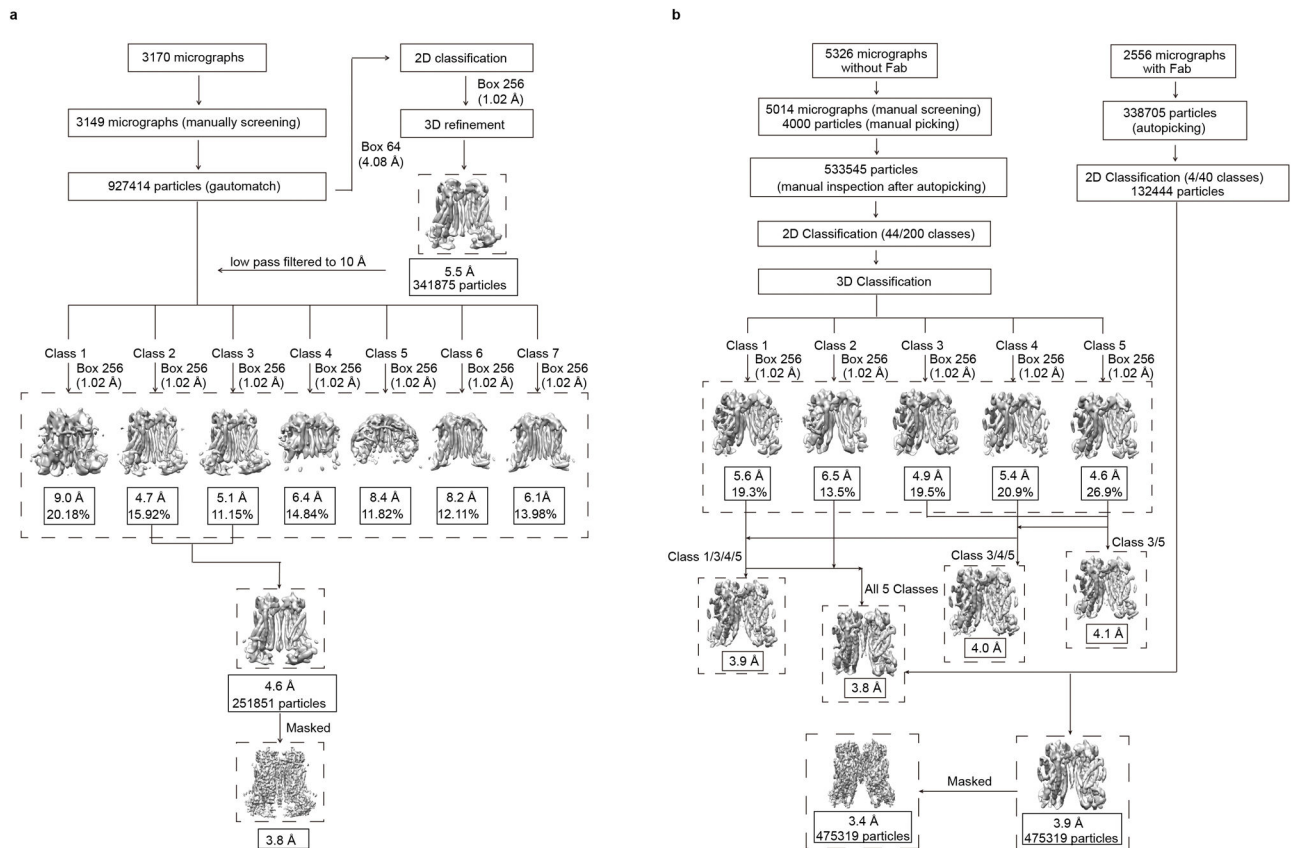 a
3170 micrographs
3149 micrographs (manually screening)
927414 particles (gautomatch)
Box 64
(4.08 Å)
2D classification
Box 256
(1.02 Å)
3D refinement
5.5 Å
341875 particles
low pass filtered to 10 Å
Class 1
Box 256
(1.02 Å)
Class 2
Box 256
(1.02 Å)
Class 3
Box 256
(1.02 Å)
Class 4
Box 256
(1.02 Å)
Class 5
Box 256
(1.02 Å)
Class 6
Box 256
(1.02 Å)
Class 7
Box 256
(1.02 Å)
9.0 Å
20.18%
4.7 Å
15.92%
5.1 Å
11.15%
6.4 Å
14.84%
8.4 Å
11.82%
8.2 Å
12.11%
6.1Å
13.98%
4.6 Å
251851 particles
Masked
3.8 Å
b
5326 micrographs
without Fab
5014 micrographs (manual screening)
4000 particles (manual picking)
533545 particles
(manual inspection after autopicking)
2D Classification (44/200 classes)
3D Classification
2556 micrographs
with Fab
338705 particles
(autopicking)
2D Classification (4/40 classes)
132444 particles
Class 1
Box 256
(1.02 Å)
Class 2
Box 256
(1.02 Å)
Class 3
Box 256
(1.02 Å)
Class 4
Box 256
(1.02 Å)
Class 5
Box 256
(1.02 Å)
5.6 Å
19.3%
6.5 Å
13.5%
4.9 Å
19.5%
5.4 Å
20.9%
4.6 Å
26.9%
Class 1/3/4/5
3.9 Å
All 5 Classes
3.8 Å
Class 3/4/5
4.0 Å
Class 3/5
4.1 Å
3.9 Å
475319 particles
Masked
3.4 Å
475319 particles